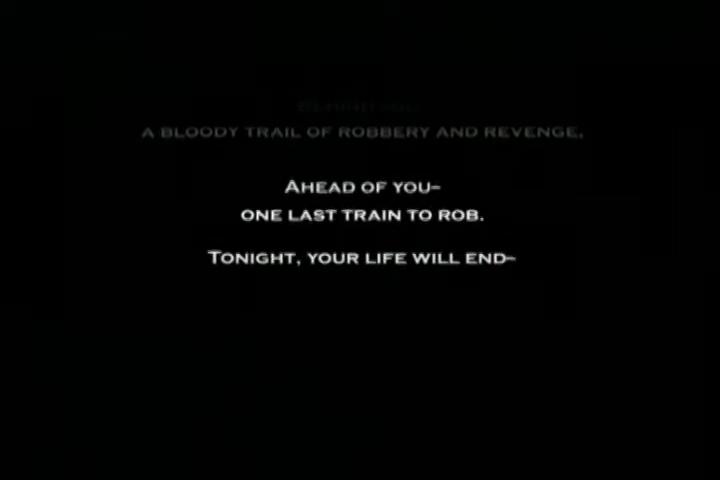 A BLOODY TRAIL OF ROBBERY AND REVENGE,
AHEAD OF YOU–
ONE LAST TRAIN TO ROB.
TONIGHT, YOUR LIFE WILL END–